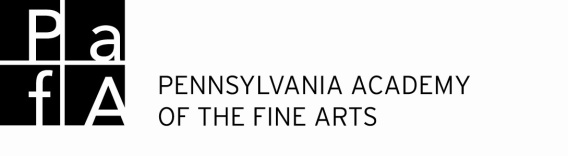 Pa
fA
PENNSYLVANIA ACADEMY
OF THE FINE ARTS